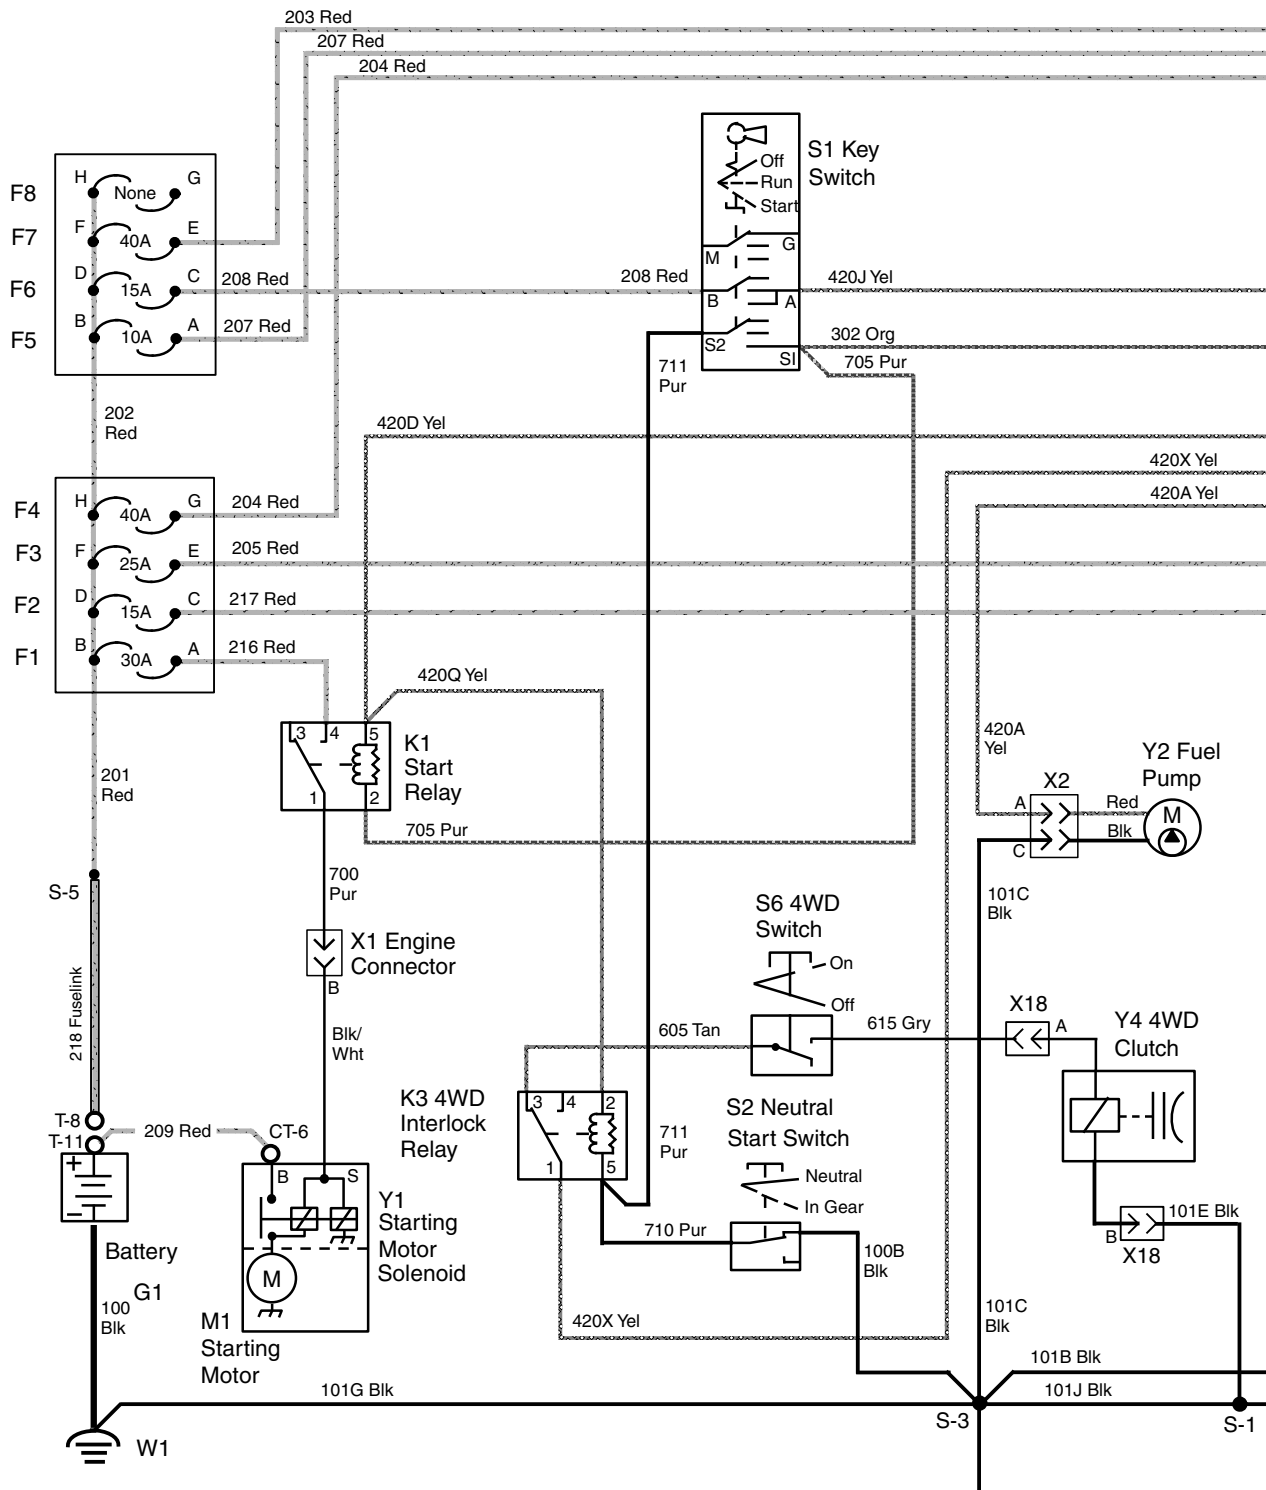 203 Red
207 Red
204 Red
S1 Key
Switch
Off
Run
Start
F8
H
None
G
F7
F
40A
E
M
G
F6
D
15A
C
208 Red
208 Red
B
A
420J Yel
F5
B
10A
A
207 Red
S2
SI
302 Org
705 Pur
711
Pur
202
Red
420D Yel
420X Yel
420A Yel
F4
H
40A
G
204 Red
F3
F
25A
E
205 Red
F2
D
15A
C
217 Red
F1
B
30A
A
216 Red
420Q Yel
3
4
5
1
2
K1
Start
Relay
705 Pur
420A
Yel
X2
Y2 Fuel
Pump
A
Red
M
C
Blk
201
Red
S-5
700
Pur
101C
Blk
X1 Engine
Connector
B
S6 4WD
Switch
On
Off
218 Fuselink
Blk/
Wht
605 Tan
615 Gry
X18
A
Y4 4WD
Clutch
K3 4WD
Interlock
Relay
3
4
2
1
5
711
Pur
S2 Neutral
Start Switch
Neutral
In Gear
T-8
T-11
209 Red
CT-6
+
−
B
S
Y1
Starting
Motor
Solenoid
710 Pur
100B
Blk
101E Blk
B
X18
Battery
G1
M
100
Blk
M1
Starting
Motor
420X Yel
101C
Blk
101B Blk
101G Blk
101J Blk
S-3
S-1
W1